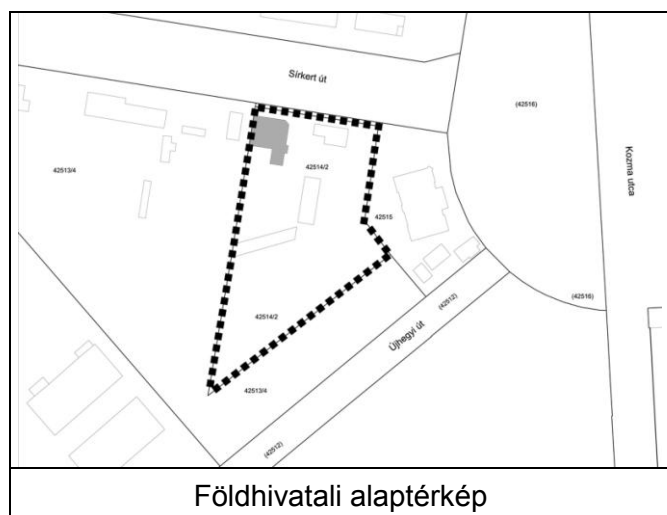 Sírkert út
(42516)
Kozma utca
42514/2
42513/4
42515
(42516)
(42512)
Újhegyi út
42514/2
42513/4
(42512)
Földhivatali alaptérkép